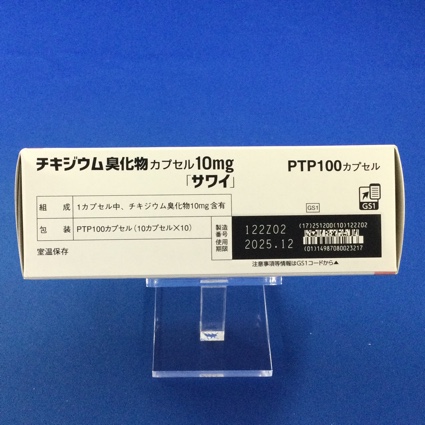 チキジウム臭化物カプセル10mg
「サワイ」
PTP100カプセル
GS1
GS1
組 成 1カプセル中、チキジウム臭化物10mg含有
包 装 PTP100カプセル(10カプセル×10)
室温保存
製造番号 122Z02
使用期限 2025.12
(17)251200(10)122Z02
(01)14987080023217
注意事項等情報はGS1コードから▲